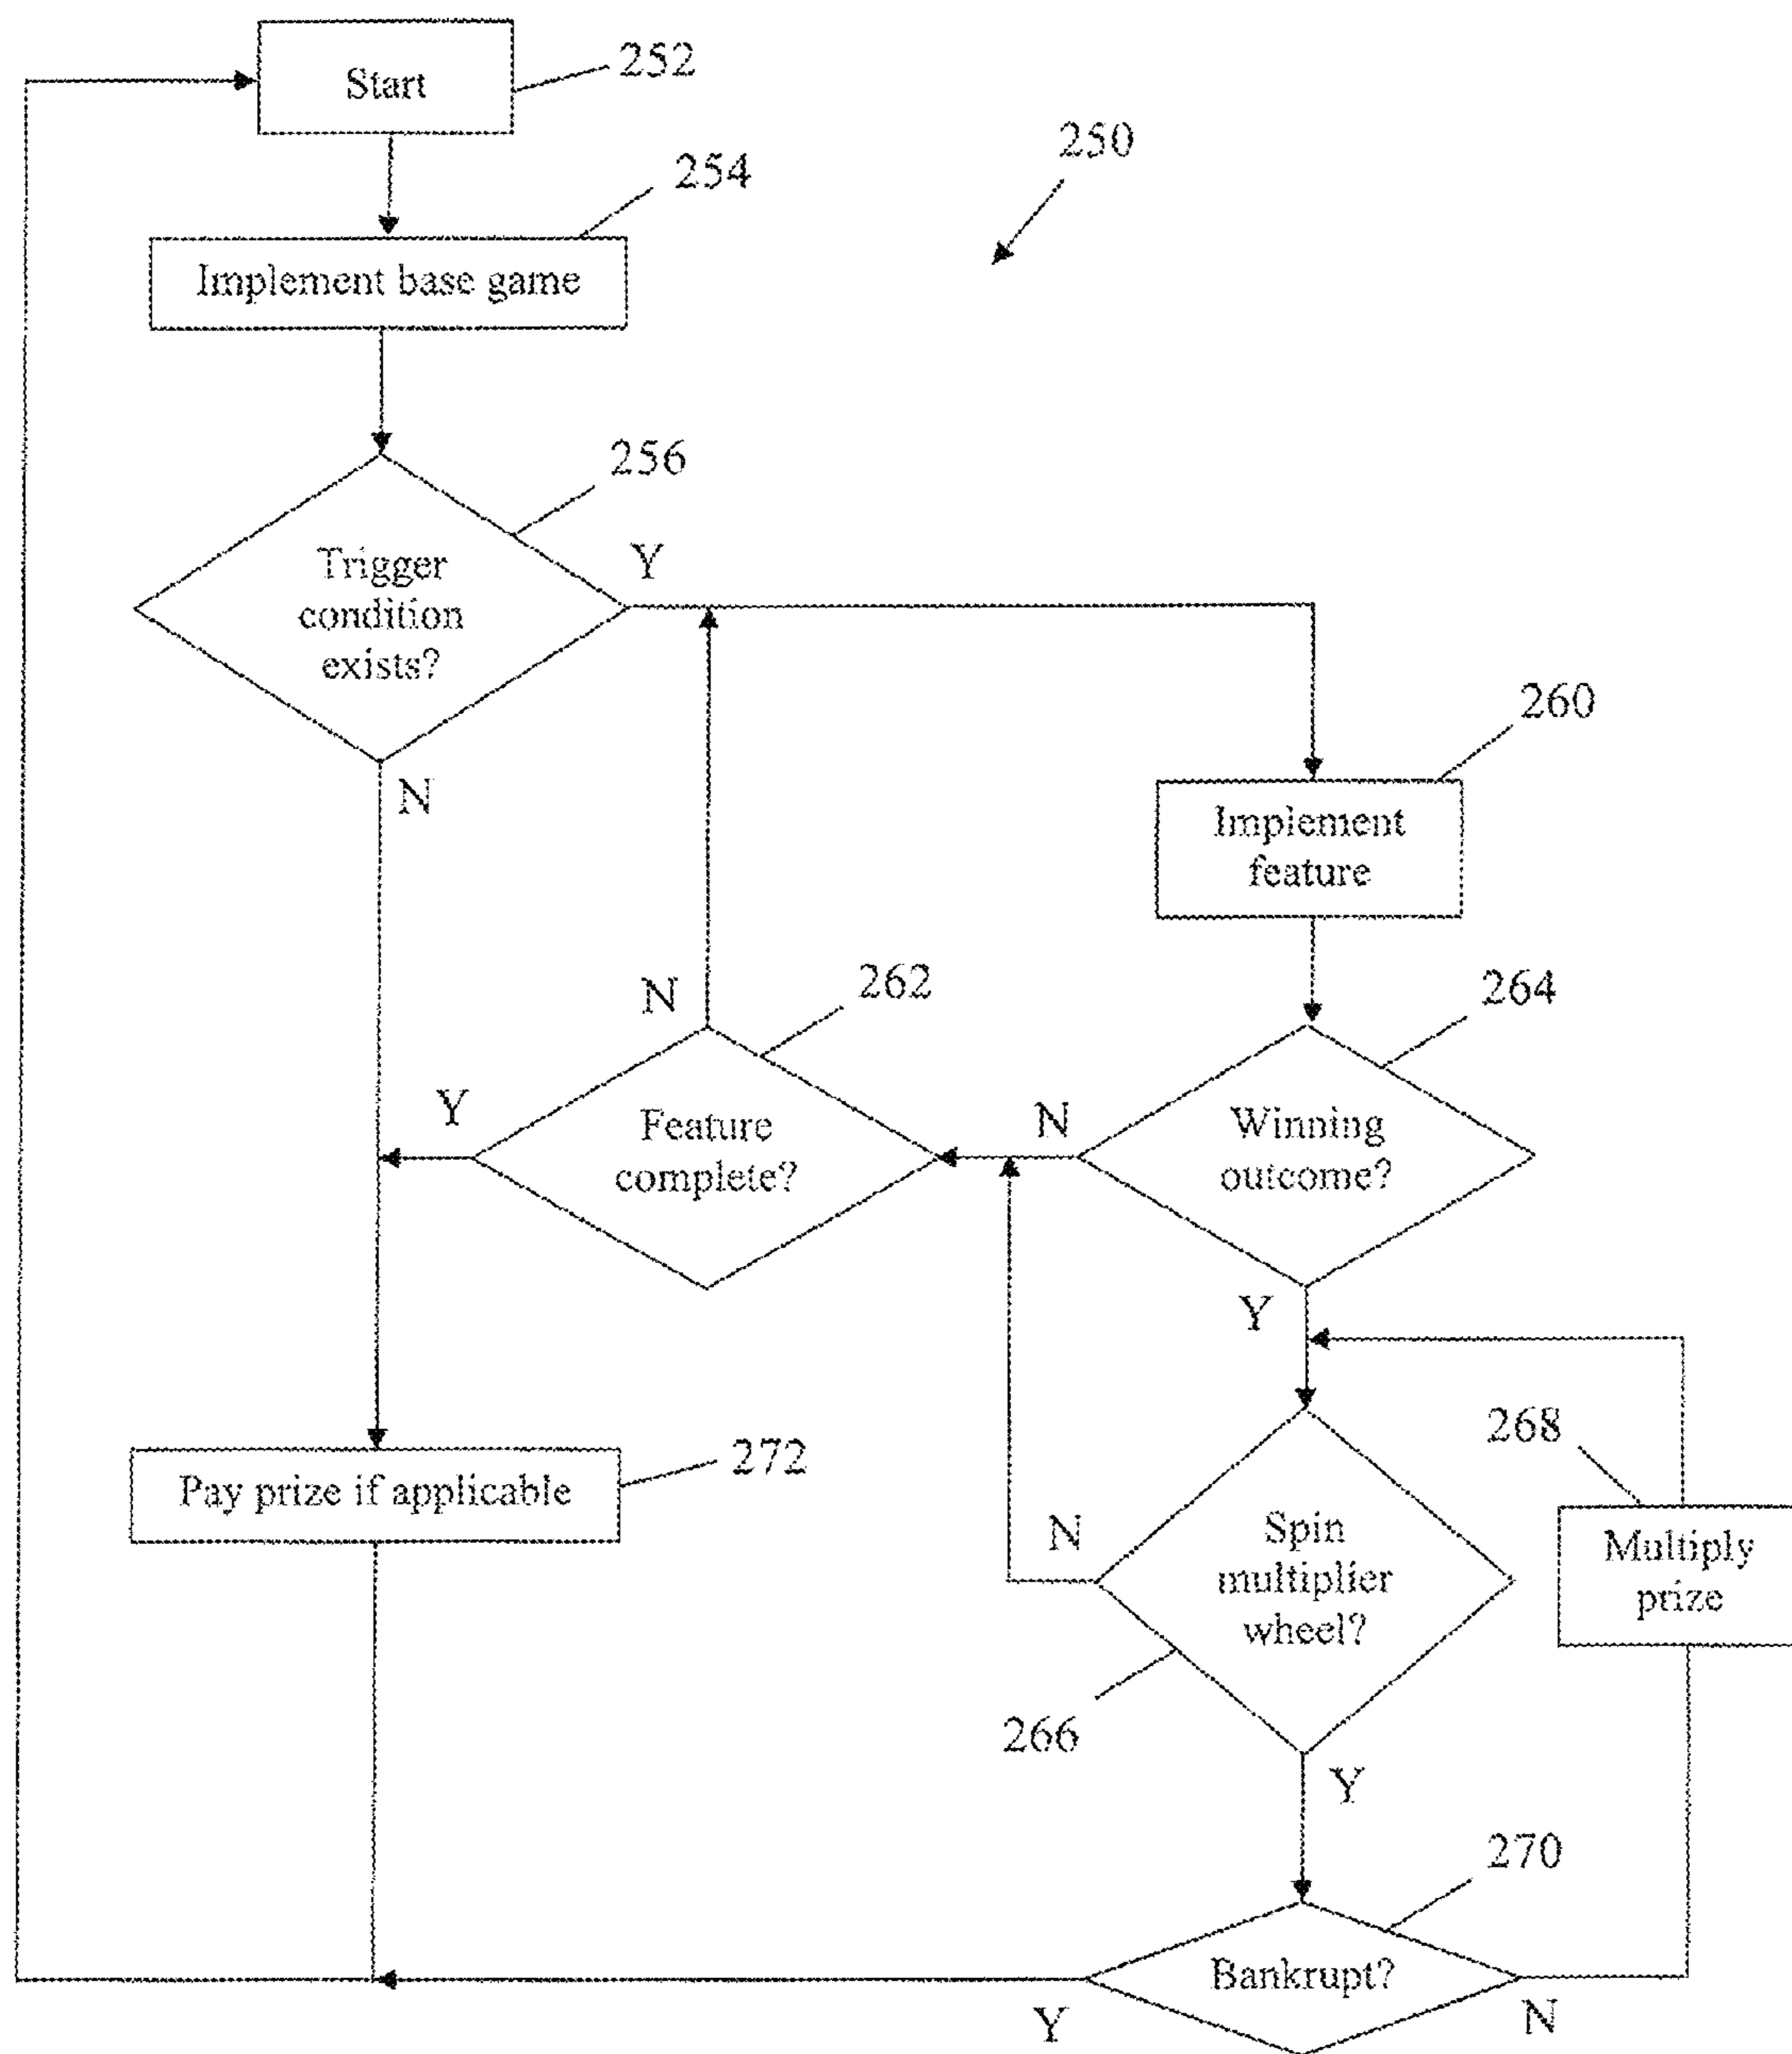 Start
252
250
254
Implement base game
256
Trigger
condition
exists?
Y
N
260
Implement
feature
262
N
264
Y
Feature
complete?
N
Winning
outcome?
Y
272
Pay prize if applicable
268
Multiply
prize
N
Spin
multiplier
wheel?
266
Y
270
Bankrupt?
Y
N